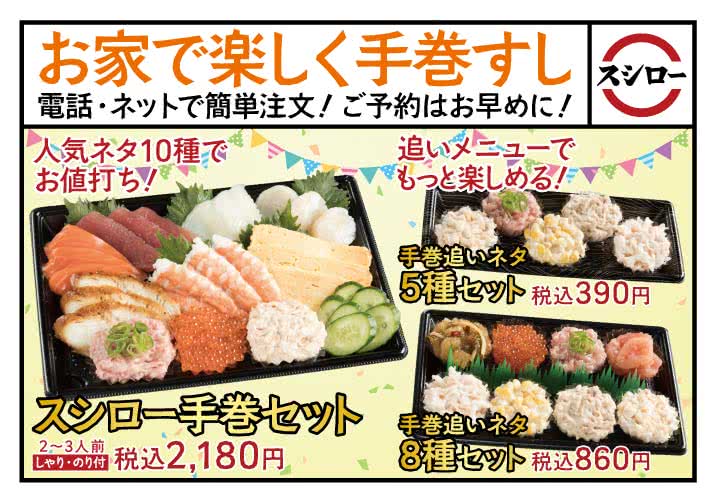 お家で楽しく手巻すし
電話・ネットで簡単注文！ご予約はお早めに！
スシロー
人気ネタ10種で
お値打ち！
スシロー手巻セット
2～3人前
しゃり・のり付
税込2,180円
追いメニューで
もっと楽しめる！
手巻追いネタ
5種セット 税込390円
手巻追いネタ
8種セット 税込860円